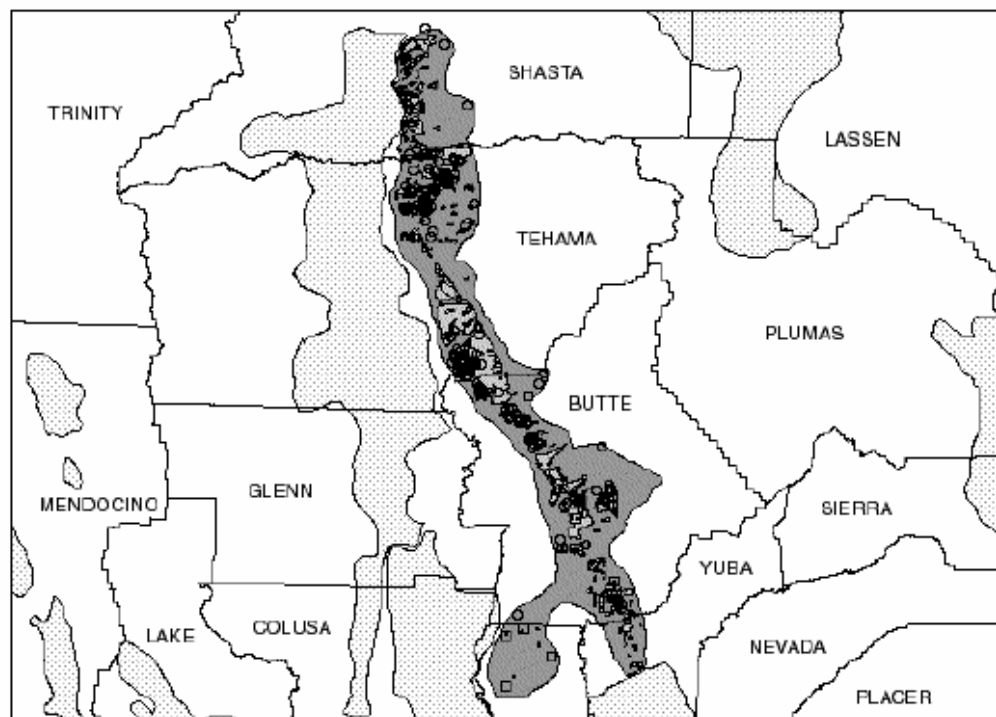 SHASTA
TRINITY
LASSEN
TEHAMA
PLUMAS
BUTTE
GLENN
MENDOCINO
SIERRA
YUBA
COLUSA
LAKE
NEVADA
PLACER